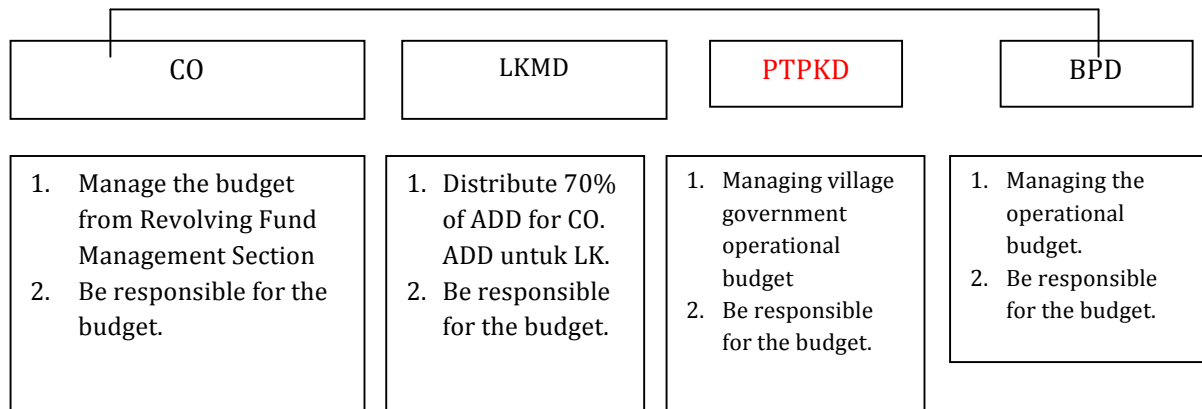 CO
LKMD
PTPKD
BPD
1. Manage the budget
from Revolving Fund
Management Section
2. Be responsible for the
budget.
1. Distribute 70%
of ADD for CO.
ADD untuk LK.
2. Be responsible
for the budget.
1. Managing village
government
operational
budget
2. Be responsible
for the budget.
1. Managing the
operational
budget.
2. Be responsible
for the budget.